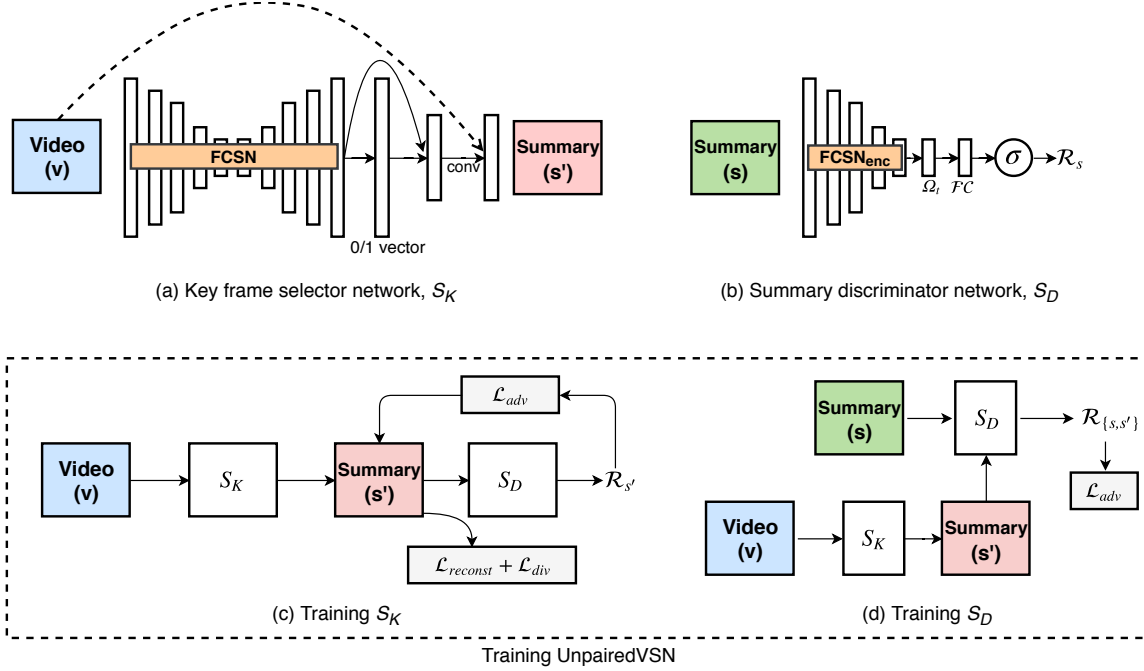 Video
(v)
FCSN
0/1 vector
conv
Summary
(s')
(a) Key frame selector network, S_K
Summary
(s)
FCSN_enc
Ω_t
FC
σ
R_s
(b) Summary discriminator network, S_D
L_adv
Video
(v)
S_K
Summary
(s')
S_D
R_s'
L_reconst + L_div
(c) Training S_K
Summary
(s)
S_D
R_{s,s'}
L_adv
Video
(v)
S_K
Summary
(s')
(d) Training S_D
Training UnpairedVSN